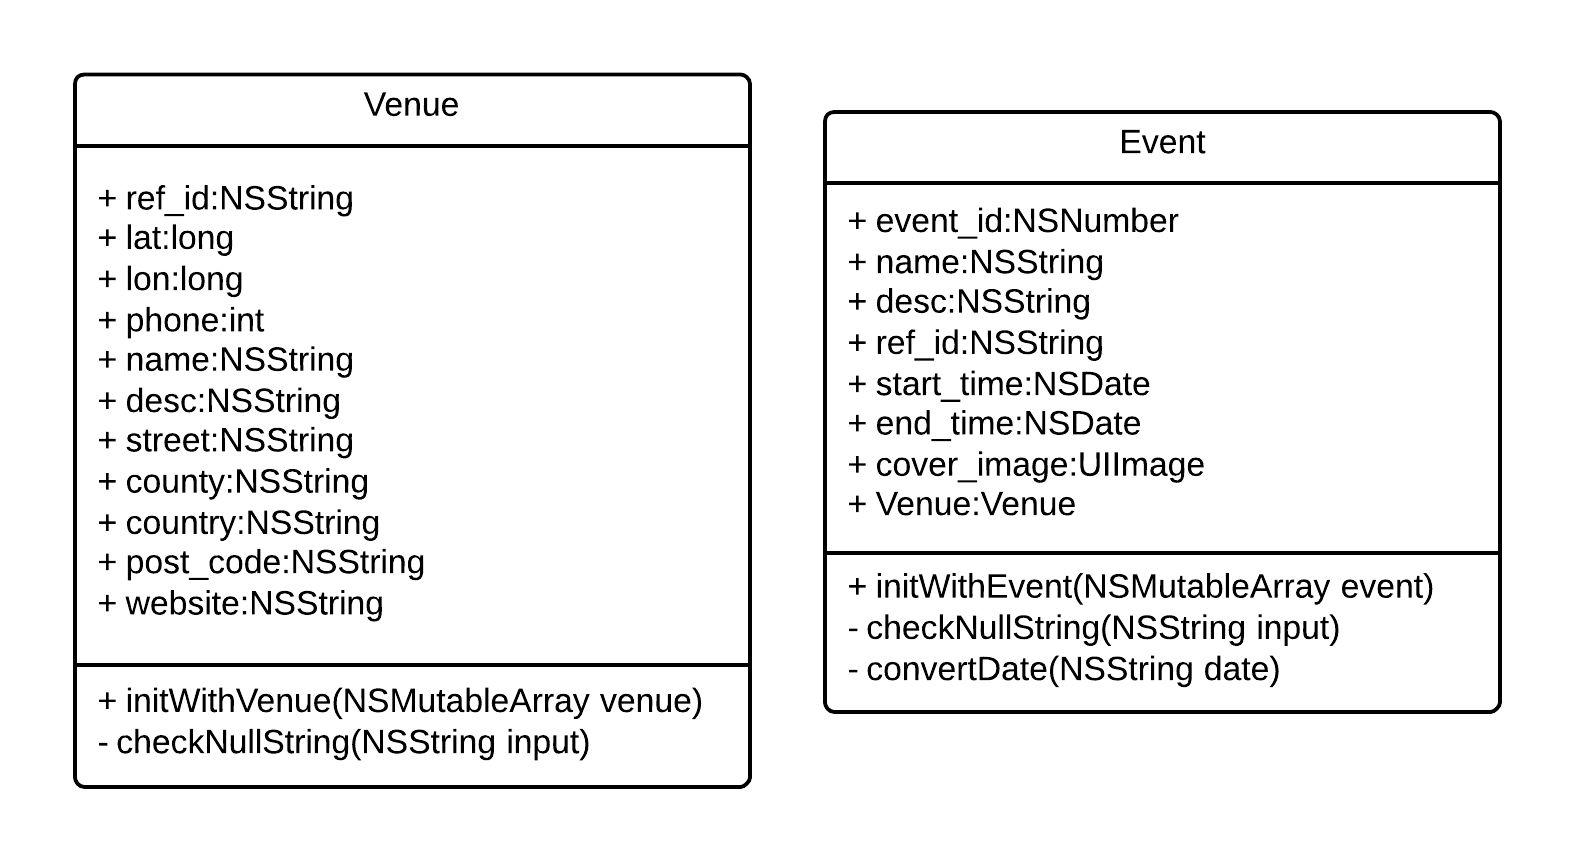 Venue
+ ref_id:NSString
+ lat:long
+ lon:long
+ phone:int
+ name:NSString
+ desc:NSString
+ street:NSString
+ county:NSString
+ country:NSString
+ post_code:NSString
+ website:NSString
+ initWithVenue(NSMutableArray venue)
- checkNullString(NSString input)
Event
+ event_id:NSNumber
+ name:NSString
+ desc:NSString
+ ref_id:NSString
+ start_time:NSDate
+ end_time:NSDate
+ cover_image:UIImage
+ Venue:Venue
+ initWithEvent(NSMutableArray event)
- checkNullString(NSString input)
- convertDate(NSString date)